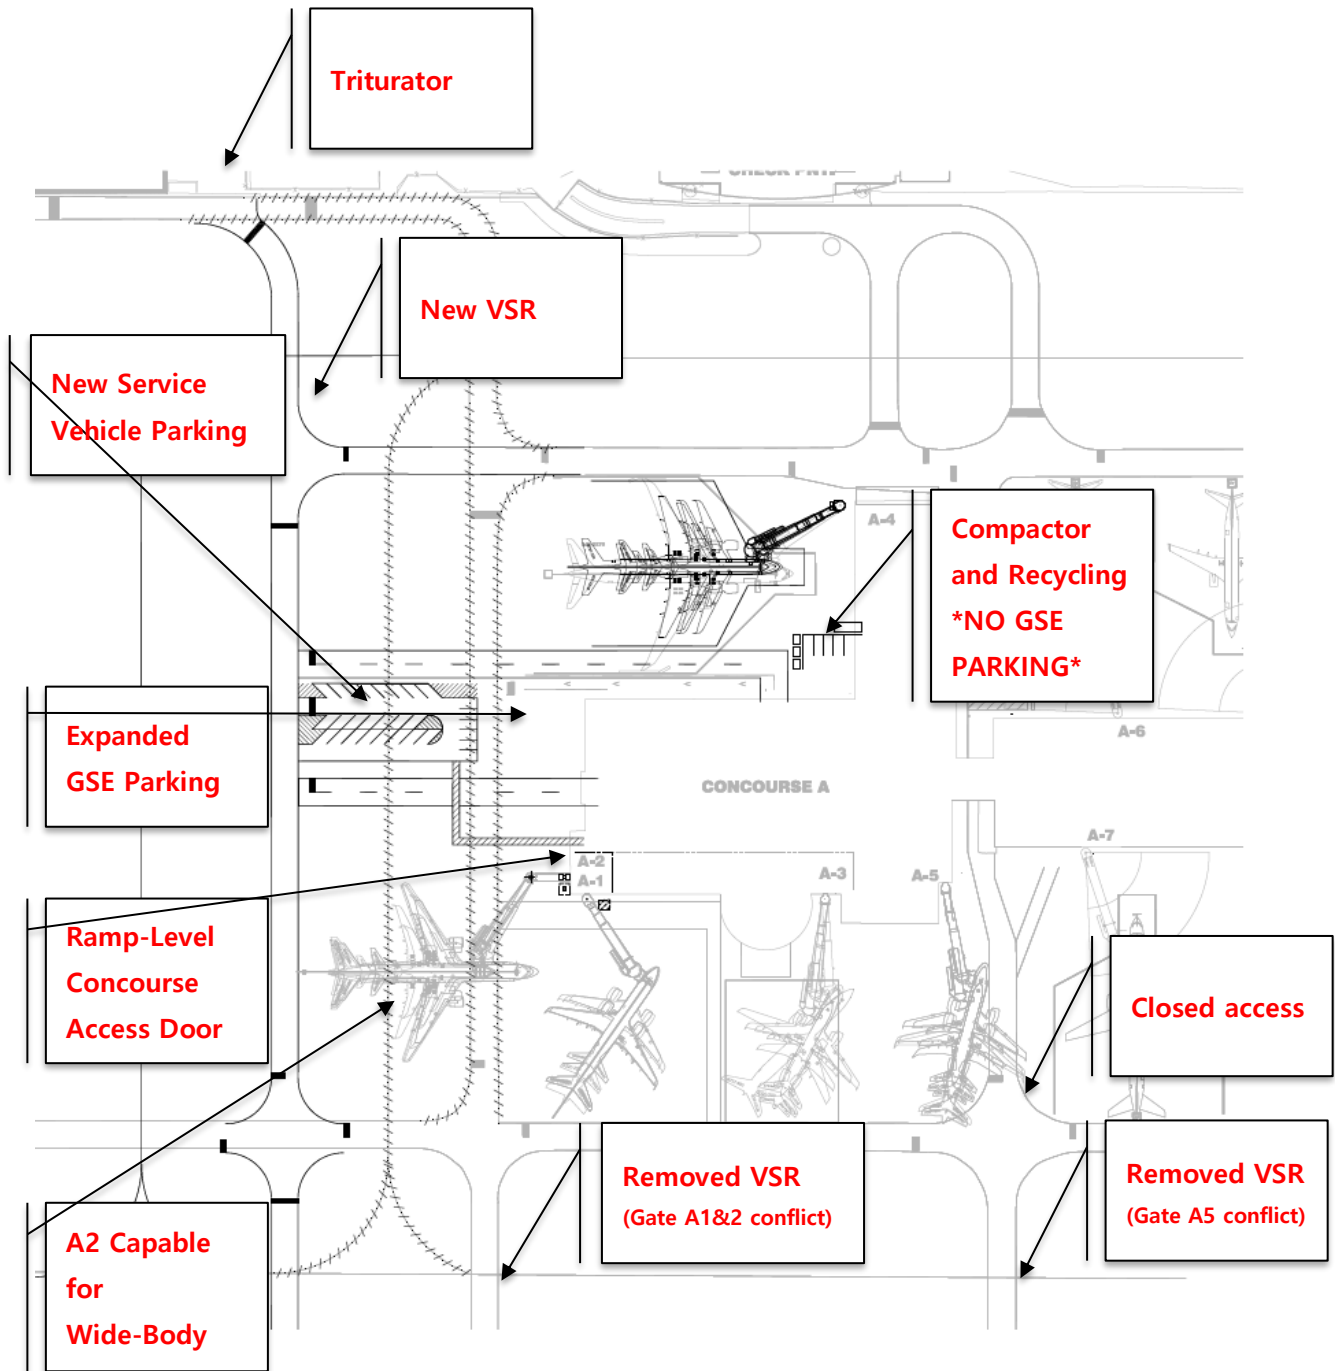 Triturator
CHECK PNT.
New VSR
New Service
Vehicle Parking
A-4
Compactor
and Recycling
*NO GSE
PARKING*
A-6
Expanded
GSE Parking
CONCOURSE A
A-7
A-2
A-1
A-3
A-5
Ramp-Level
Concourse
Access Door
Closed access
Removed VSR
(Gate A1&2 conflict)
Removed VSR
(Gate A5 conflict)
A2 Capable
for
Wide-Body